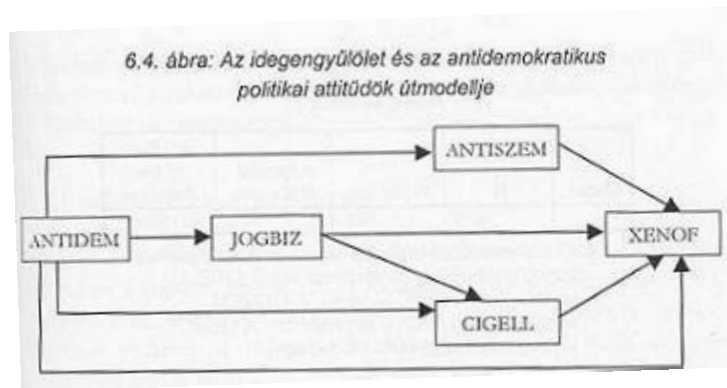 6.4. ábra: Az idegengyűlölet és az antidemokratikus
politikai attitűdök útmodellje
ANTISZEM
ANTIDEM
JOGBIZ
XENOF
CIGELL